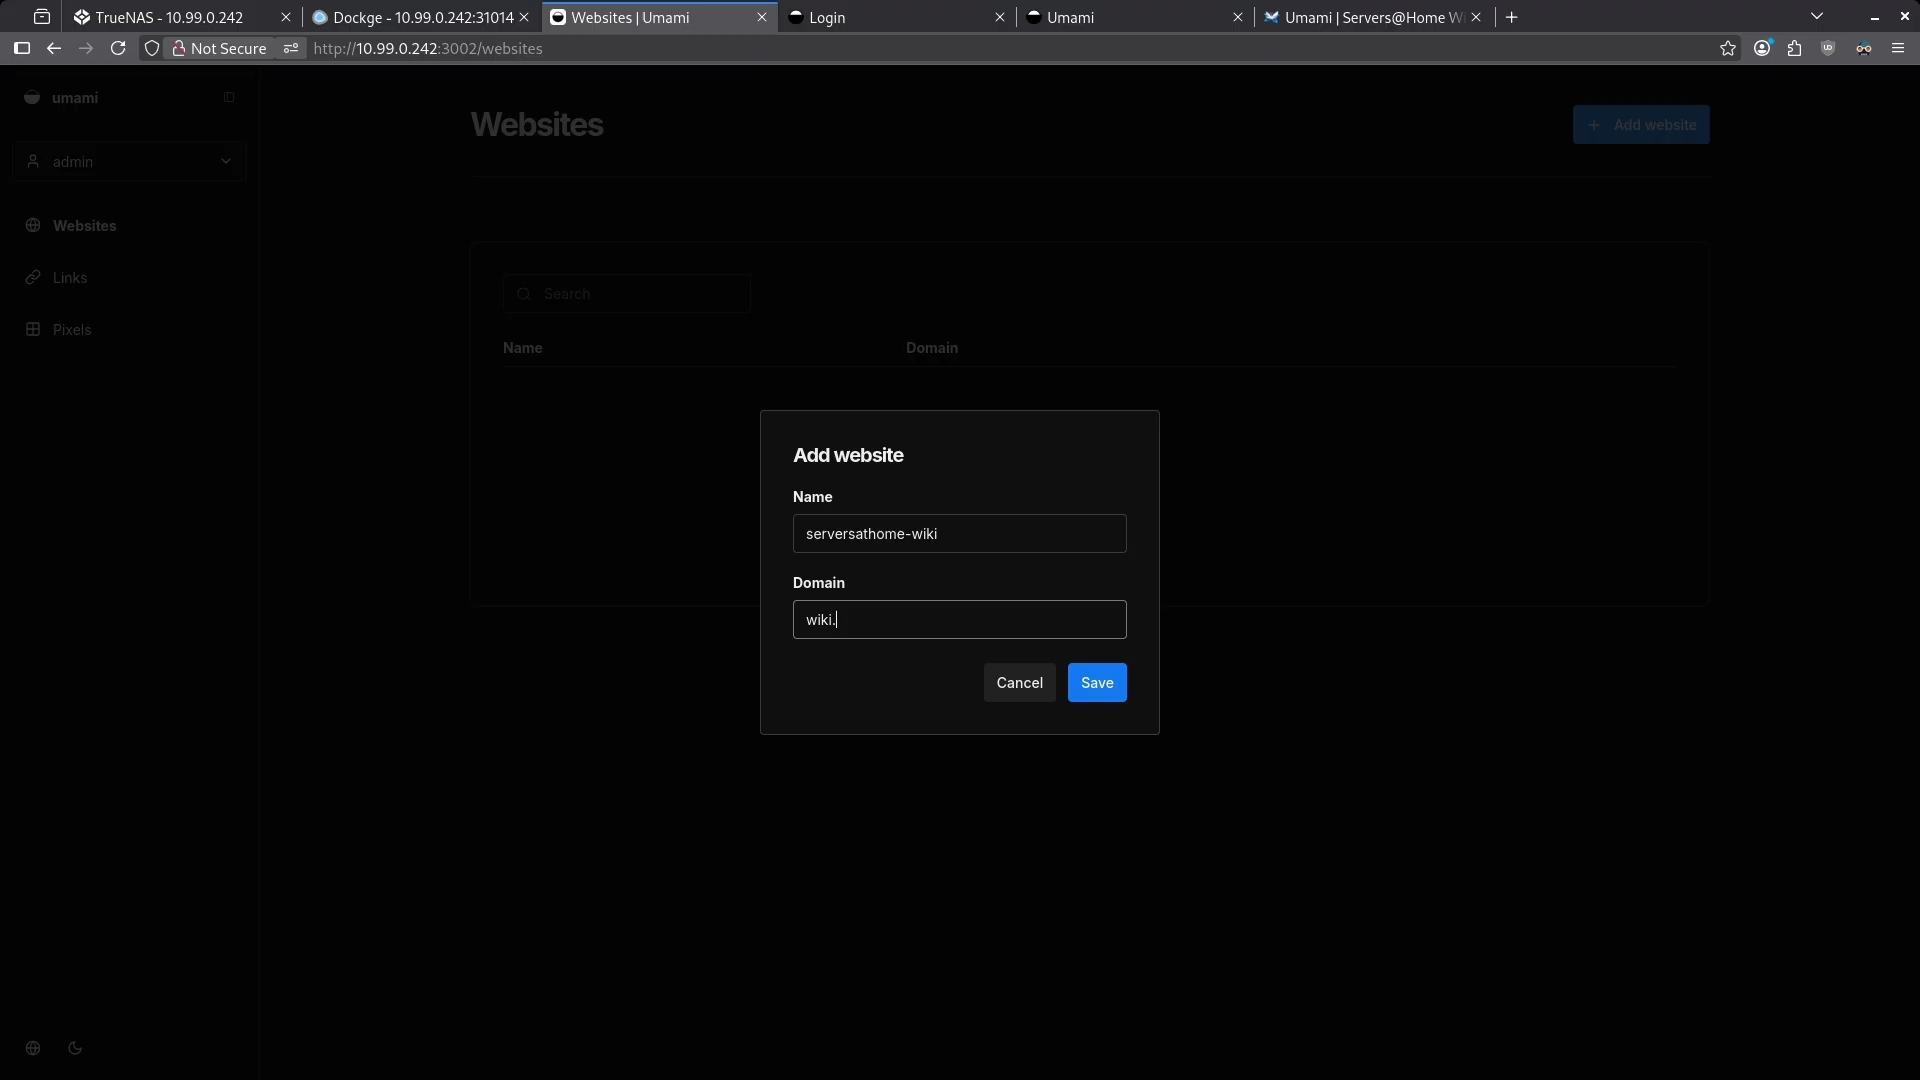 TrueNAS - 10.99.0.242
Dockge - 10.99.0.242:31014
Websites | Umami
Login
Umami
Umami | Servers@Home Wi
Not Secure
http://10.99.0.242:3002/websites
umami
admin
Websites
Links
Pixels
Websites
Add website
Search
Name
Domain
Add website
Name
serversathome-wiki
Domain
wiki.
Cancel
Save